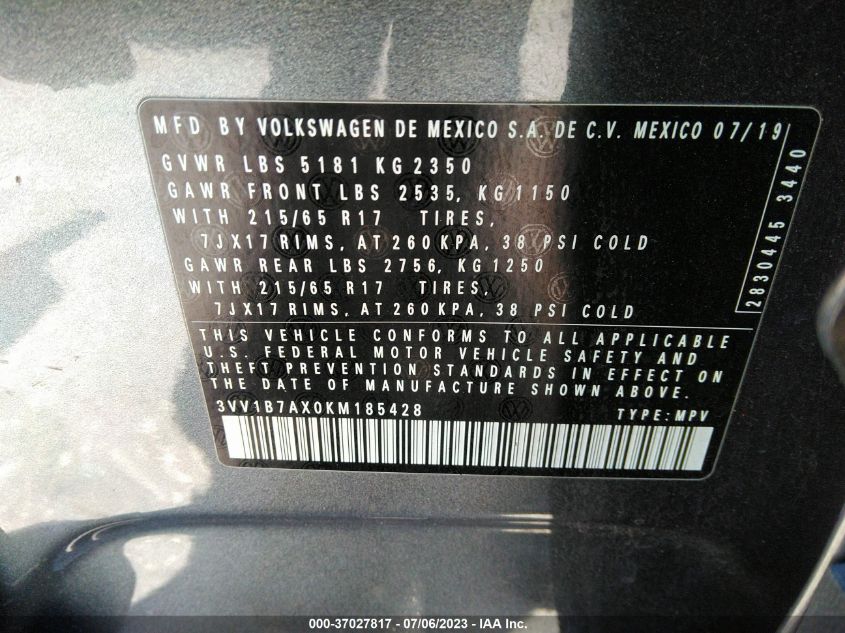 MFD BY VOLKSWAGEN DE MEXICO S.A. DE C.V. MEXICO 07/19
GVWR LBS 5181 KG 2350
GAWR FRONT LBS 2535, KG 1150
WITH 215/65 R17 TIRES,
7JX17 RIMS, AT 260 KPA, 38 PSI COLD
GAWR REAR LBS 2756, KG 1250
WITH 215/65 R17 TIRES,
7JX17 RIMS, AT 260 KPA, 38 PSI COLD
2830445 3440
THIS VEHICLE CONFORMS TO ALL APPLICABLE
U.S. FEDERAL MOTOR VEHICLE SAFETY AND
THEFT PREVENTION STANDARDS IN EFFECT ON
THE DATE OF MANUFACTURE SHOWN ABOVE.
3VV1B7AX0KM185428 TYPE: MPV
000-37027817 - 07/06/2023 - IAA Inc.